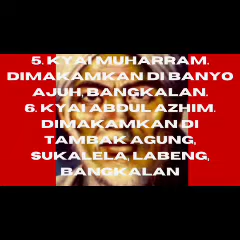 5. KYAI MUHARRAM.
DIMAKAMKAN DI BANYO
AJUH, BANGKALAN.
6. KYAI ABDUL AZHIM.
DIMAKAMKAN DI
TAMBAK AGUNG,
SUKALELA, LABENG,
BANGKALAN